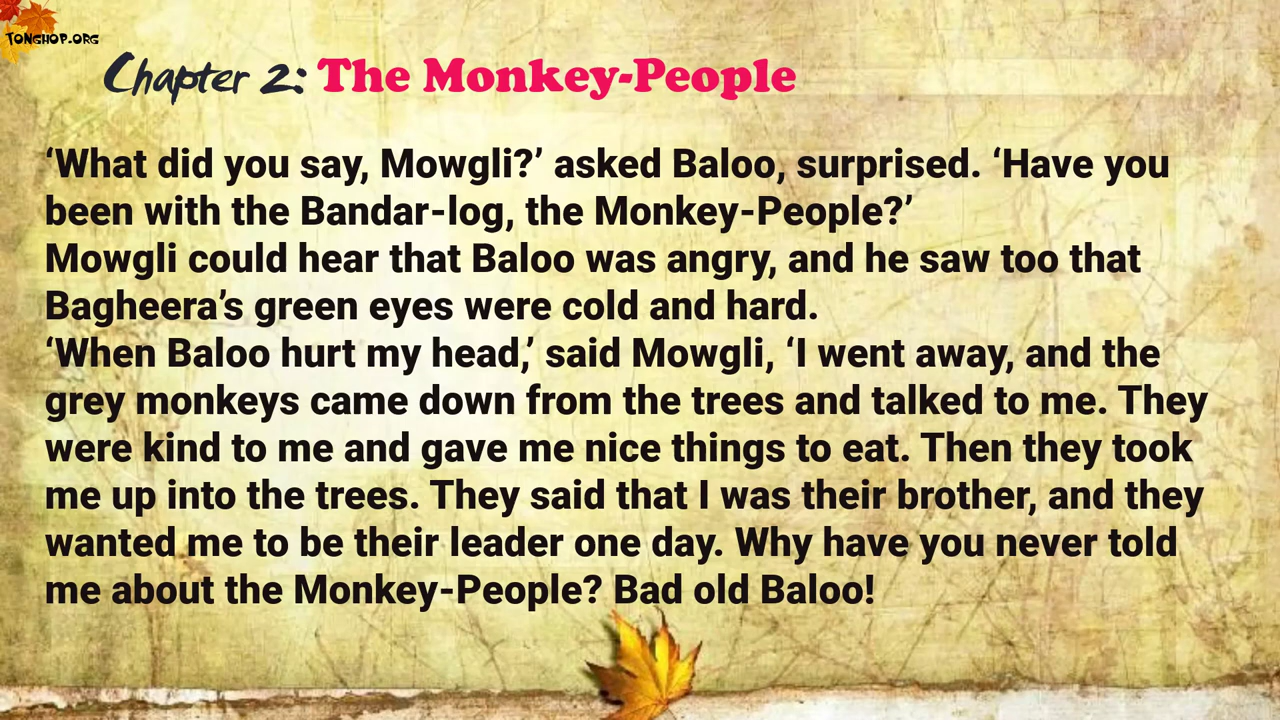 TONGHOP.ORG
Chapter 2: The Monkey-People
‘What did you say, Mowgli?’ asked Baloo, surprised. ‘Have you
been with the Bandar-log, the Monkey-People?’
Mowgli could hear that Baloo was angry, and he saw too that
Bagheera’s green eyes were cold and hard.
‘When Baloo hurt my head,’ said Mowgli, ‘I went away, and the
grey monkeys came down from the trees and talked to me. They
were kind to me and gave me nice things to eat. Then they took
me up into the trees. They said that I was their brother, and they
wanted me to be their leader one day. Why have you never told
me about the Monkey-People? Bad old Baloo!